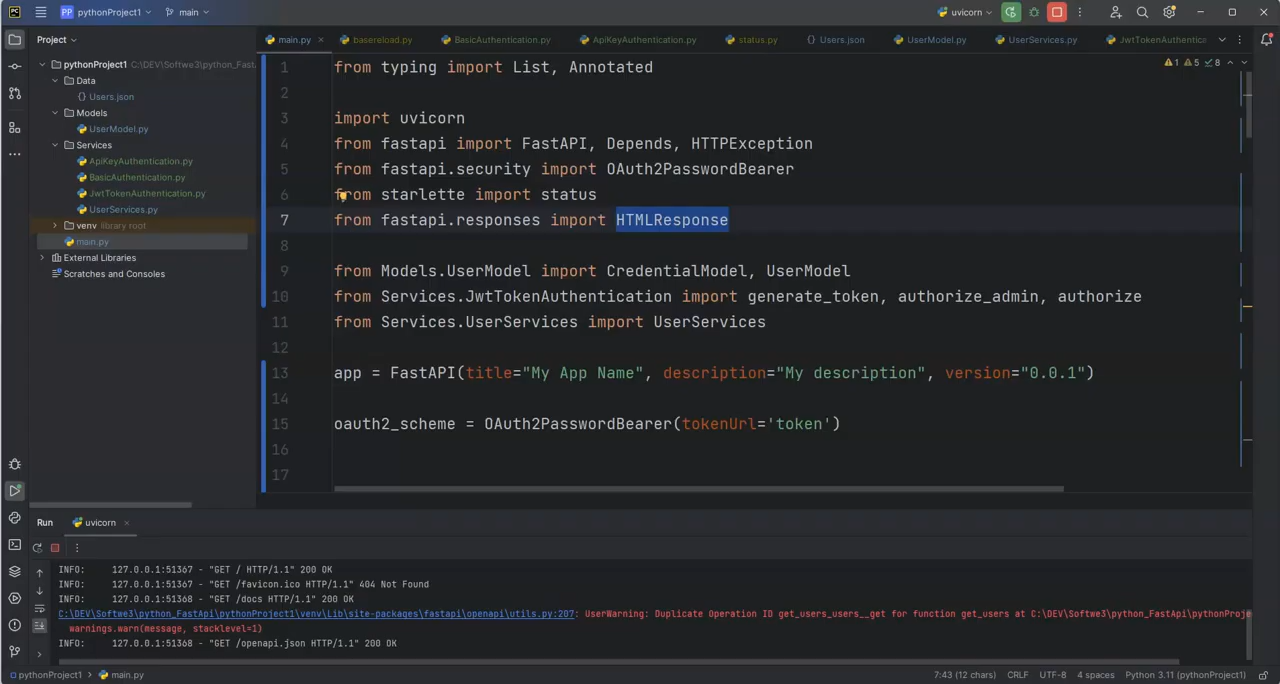 PC PP pythonProject1 main uvicorn
Project
main.py basereload.py BasicAuthentication.py ApiKeyAuthentication.py status.py Users.json UserModel.py UserServices.py JwtTokenAuthentica
pythonProject1 C:\DEV\Softwe3\python_Fast
Data
Users.json
Models
UserModel.py
Services
ApiKeyAuthentication.py
BasicAuthentication.py
JwtTokenAuthentication.py
UserServices.py
venv library root
main.py
External Libraries
Scratches and Consoles
1 5 8
1 from typing import List, Annotated
2
3 import uvicorn
4 from fastapi import FastAPI, Depends, HTTPException
5 from fastapi.security import OAuth2PasswordBearer
6 from starlette import status
7 from fastapi.responses import HTMLResponse
8
9 from Models.UserModel import CredentialModel, UserModel
10 from Services.JwtTokenAuthentication import generate_token, authorize_admin, authorize
11 from Services.UserServices import UserServices
12
13 app = FastAPI(title="My App Name", description="My description", version="0.0.1")
14
15 oauth2_scheme = OAuth2PasswordBearer(tokenUrl='token')
16
17
Run uvicorn
INFO: 127.0.0.1:51367 - "GET / HTTP/1.1" 200 OK
INFO: 127.0.0.1:51367 - "GET /favicon.ico HTTP/1.1" 404 Not Found
INFO: 127.0.0.1:51368 - "GET /docs HTTP/1.1" 200 OK
C:\DEV\Softwe3\python_FastApi\pythonProject1\venv\Lib\site-packages\fastapi\openapi\utils.py:207: UserWarning: Duplicate Operation ID get_users_users__get for function get_users at C:\DEV\Softwe3\python_FastApi\pythonProje
warnings.warn(message, stacklevel=1)
INFO: 127.0.0.1:51368 - "GET /openapi.json HTTP/1.1" 200 OK
pythonProject1 main.py 7:43 (12 chars) CRLF UTF-8 4 spaces Python 3.11 (pythonProject1)